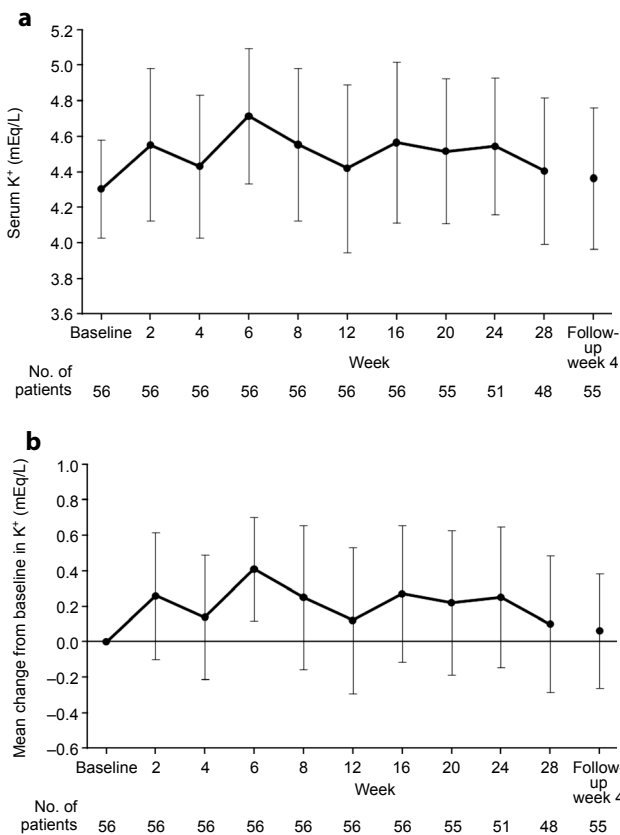 a
Serum K⁺ (mEq/L)
5.2
5.0
4.8
4.6
4.4
4.2
4.0
3.8
3.6
Baseline 2 4 6 8 12 16 20 24 28 Follow-
up
week 4
Week
No. of
patients 56 56 56 56 56 56 56 55 51 48 55
b
Mean change from baseline in K⁺ (mEq/L)
1.0
0.8
0.6
0.4
0.2
0.0
–0.2
–0.4
–0.6
Baseline 2 4 6 8 12 16 20 24 28 Follow-
up
week 4
Week
No. of
patients 56 56 56 56 56 56 56 55 51 48 55